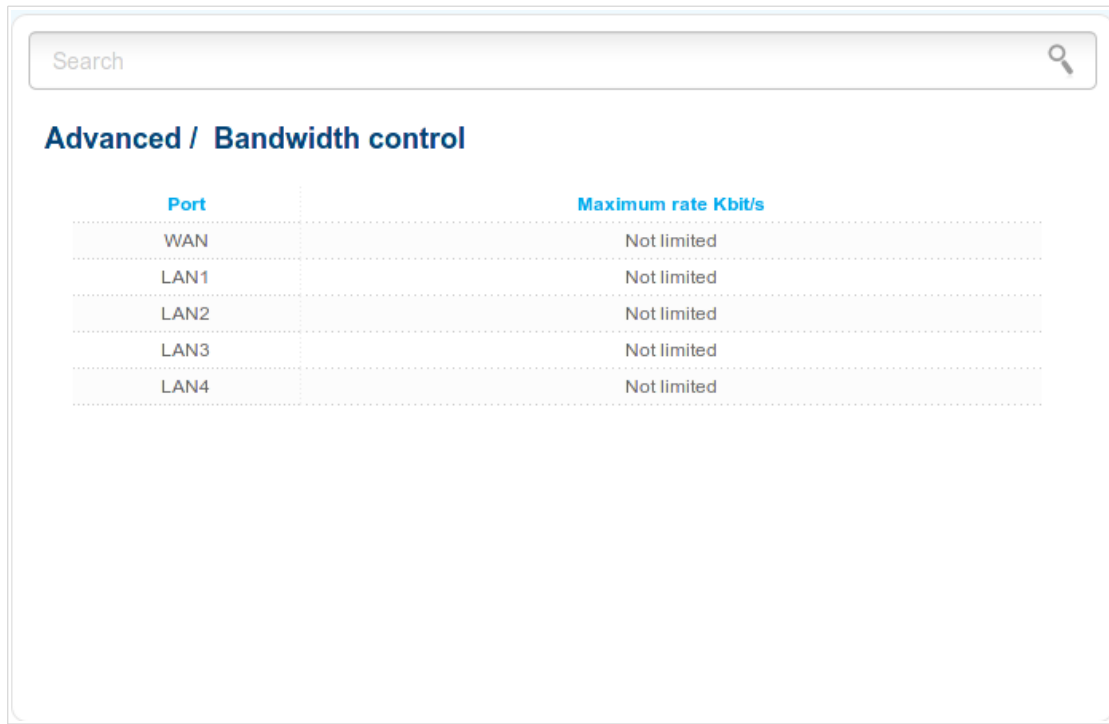 Search
Advanced / Bandwidth control
Port Maximum rate Kbit/s
WAN Not limited
LAN1 Not limited
LAN2 Not limited
LAN3 Not limited
LAN4 Not limited